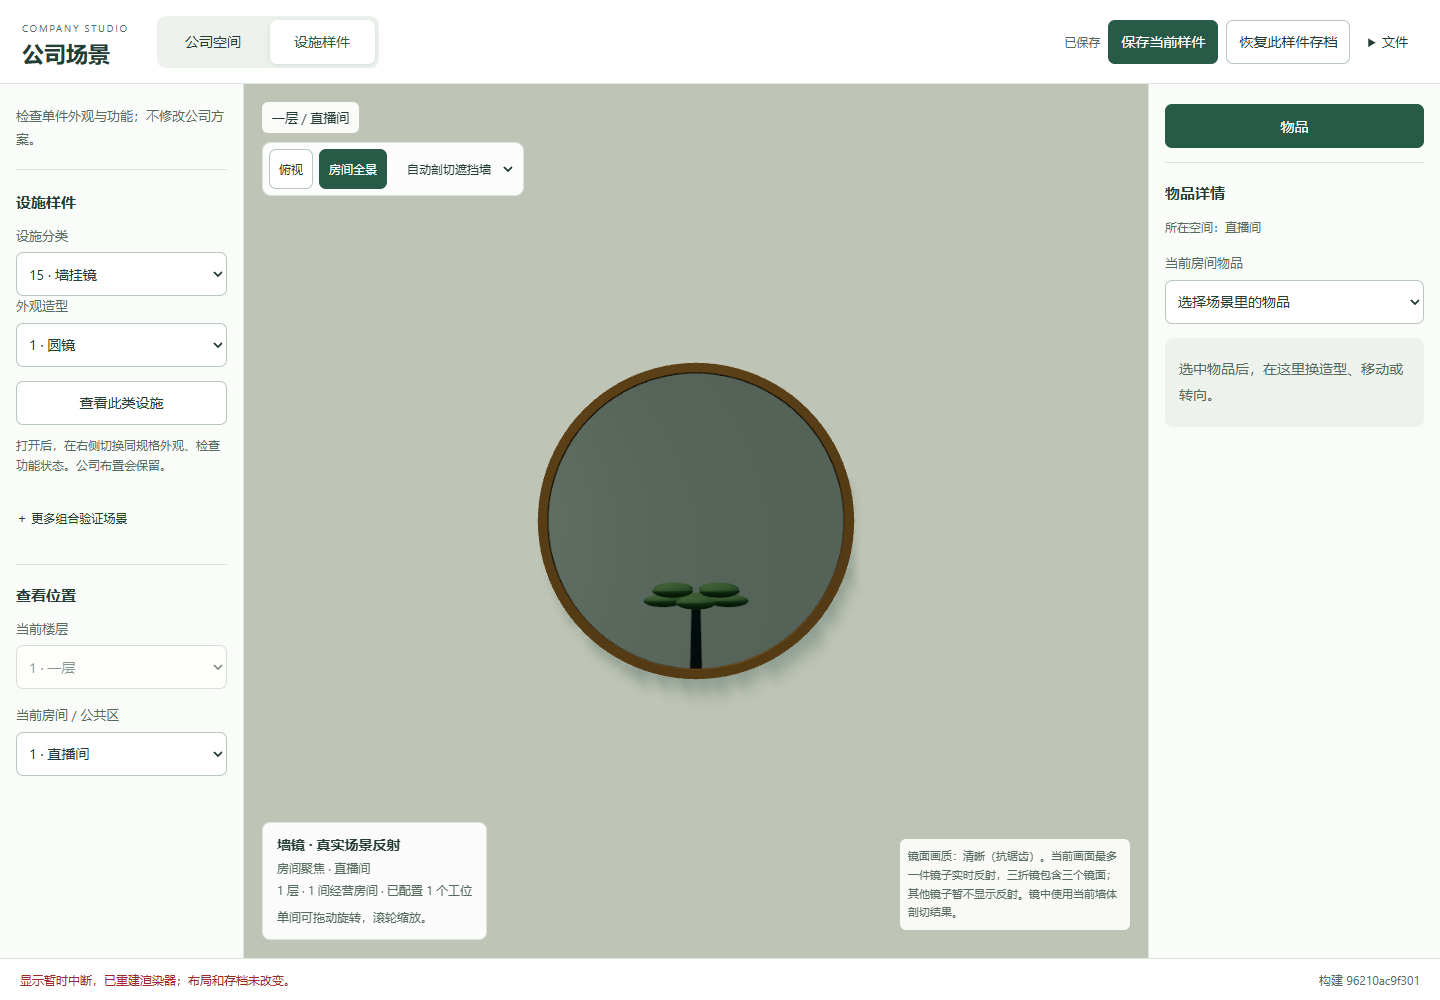 COMPANY STUDIO
公司场景
公司空间
设施样件
已保存
保存当前样件
恢复此样件存档
▶ 文件
检查单件外观与功能；不修改公司方
案。
设施样件
设施分类
15 · 墙挂镜
外观造型
1 · 圆镜
查看此类设施
打开后，在右侧切换同规格外观、检查
功能状态。公司布置会保留。
+ 更多组合验证场景
查看位置
当前楼层
1 · 一层
当前房间 / 公共区
1 · 直播间
一层 / 直播间
俯视
房间全景
自动剖切遮挡墙
墙镜 · 真实场景反射
房间聚焦 · 直播间
1 层 · 1 间经营房间 · 已配置 1 个工位
单间可拖动旋转，滚轮缩放。
镜面画质：清晰（抗锯齿）。当前画面最多
一件镜子实时反射，三折镜包含三个镜面；
其他镜子暂不显示反射。镜中使用当前墙体
剖切结果。
物品
物品详情
所在空间：直播间
当前房间物品
选择场景里的物品
选中物品后，在这里换造型、移动或
转向。
显示暂时中断，已重建渲染器；布局和存档未改变。
构建 96210ac9f301